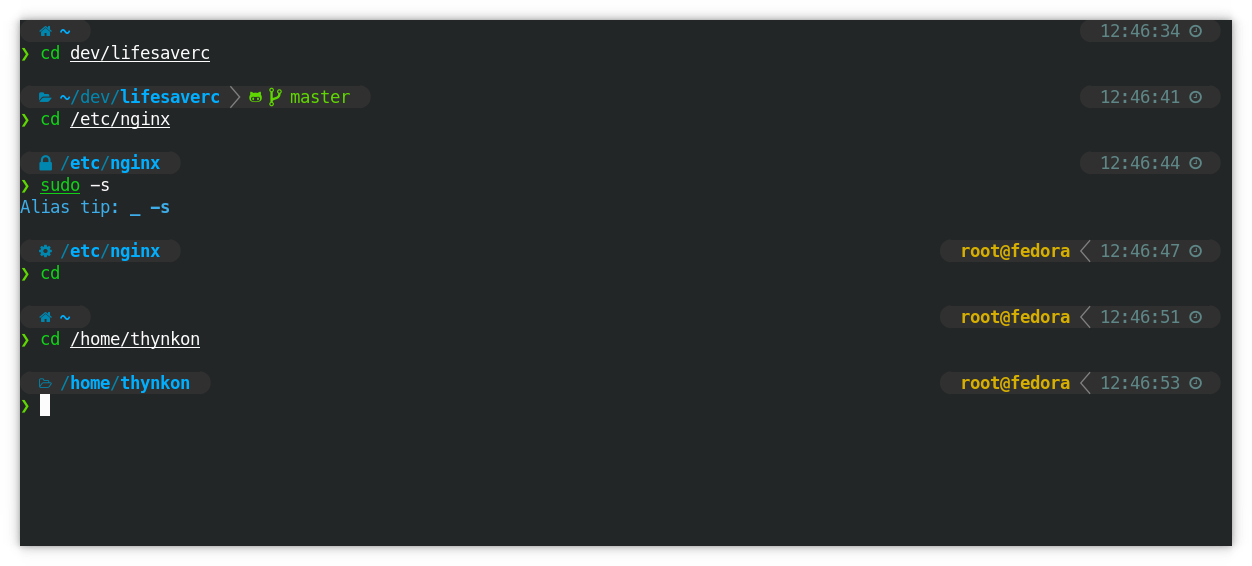 ~ 12:46:34
❯ cd dev/lifesaverc
~/dev/lifesaverc master 12:46:41
❯ cd /etc/nginx
/etc/nginx 12:46:44
❯ sudo -s
Alias tip: _ -s
/etc/nginx root@fedora 12:46:47
❯ cd
~ root@fedora 12:46:51
❯ cd /home/thynkon
/home/thynkon root@fedora 12:46:53
❯